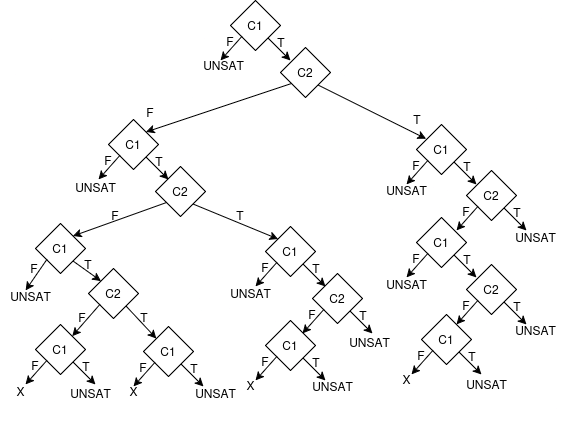 C1
F T
UNSAT
C2
F T
C1 C1
F T F T
UNSAT C2 UNSAT C2
F T F T
C1 C1 C1 UNSAT
F T F T F T
UNSAT C2 UNSAT C2 UNSAT C2
F T F T F T
C1 C1 C1 UNSAT C1 UNSAT
F T F T F T F T
X UNSAT X UNSAT X UNSAT X UNSAT